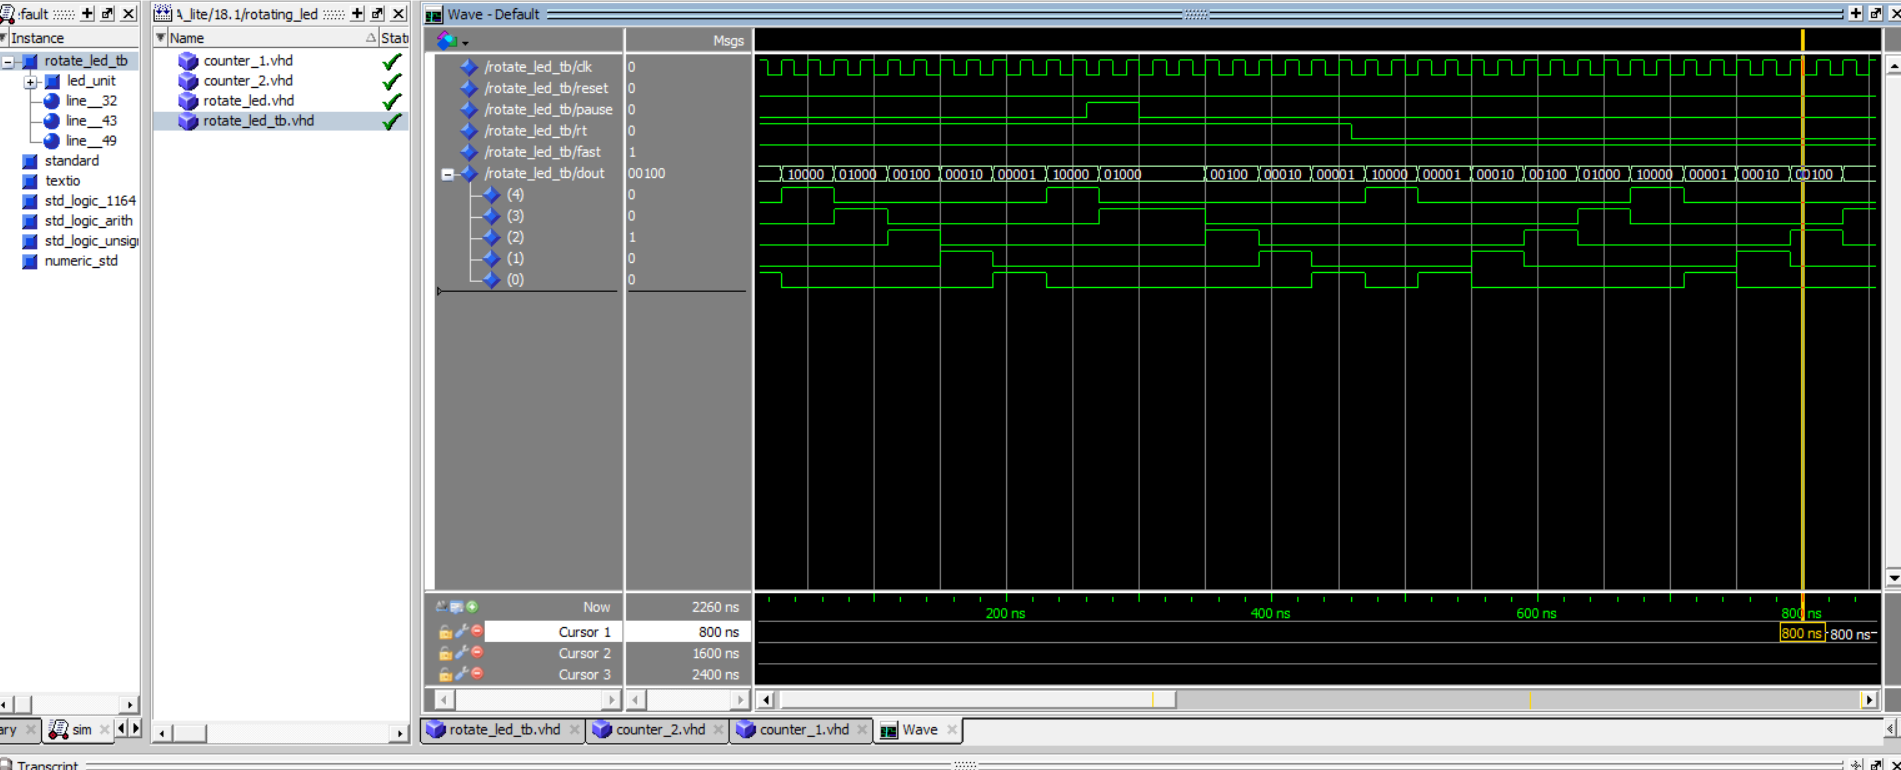 :fault
A_lite/18.1/rotating_led
Wave - Default
Instance
Name
Msgs
rotate_led_tb
led_unit
line__32
line__43
line__49
standard
textio
std_logic_1164
std_logic_arith
std_logic_unsig
numeric_std
counter_1.vhd
counter_2.vhd
rotate_led.vhd
rotate_led_tb.vhd
/rotate_led_tb/clk 0
/rotate_led_tb/reset 0
/rotate_led_tb/pause 0
/rotate_led_tb/rt 0
/rotate_led_tb/fast 1
/rotate_led_tb/dout 00100 10000 01000 00100 00010 00001 10000 01000 00100 00010 00001 10000 00001 00010 00100 01000 10000 00001 00010 00100
(4) 0
(3) 0
(2) 1
(1) 0
(0) 0
Now 2260 ns
200 ns 400 ns 600 ns 800 ns
Cursor 1 800 ns 800 ns 800 ns
Cursor 2 1600 ns
Cursor 3 2400 ns
ary sim
rotate_led_tb.vhd counter_2.vhd counter_1.vhd Wave
Transcript